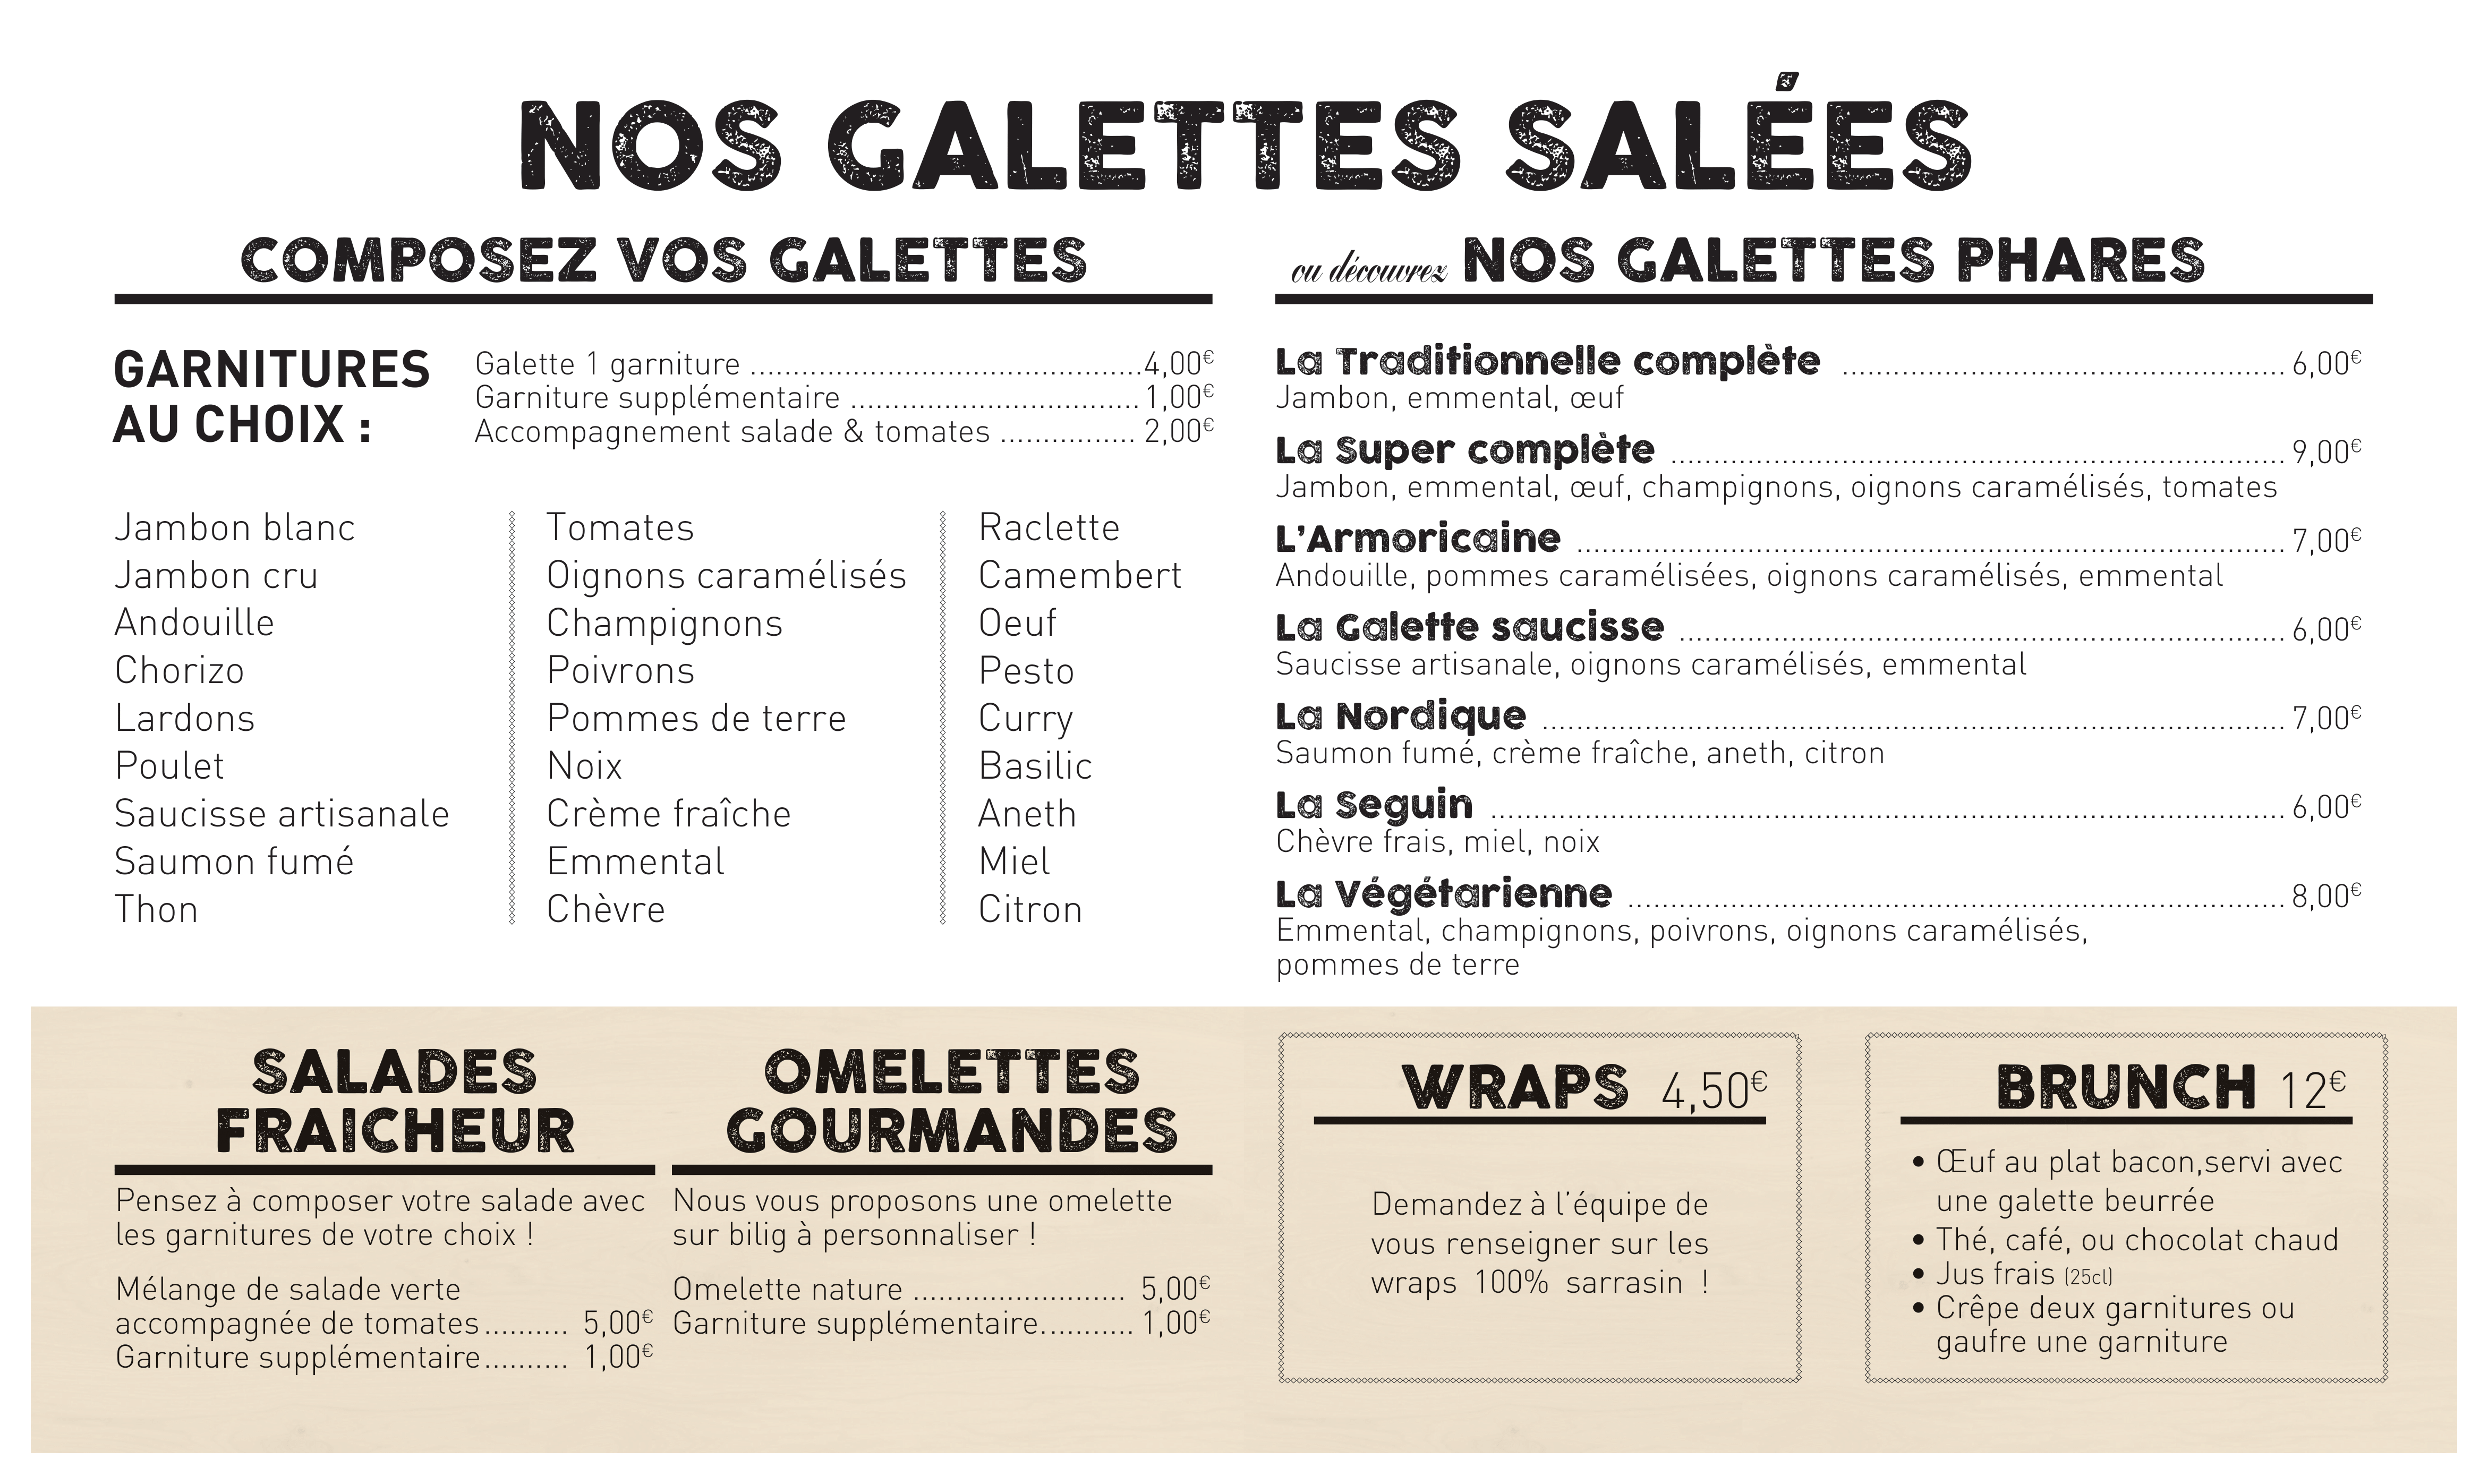 NOS GALETTES SALÉES
COMPOSEZ VOS GALETTES
GARNITURES
AU CHOIX :
Galette 1 garniture ..............................................4,00€
Garniture supplémentaire ..................................1,00€
Accompagnement salade & tomates ................ 2,00€
Jambon blanc
Jambon cru
Andouille
Chorizo
Lardons
Poulet
Saucisse artisanale
Saumon fumé
Thon
Tomates
Oignons caramélisés
Champignons
Poivrons
Pommes de terre
Noix
Crème fraîche
Emmental
Chèvre
Raclette
Camembert
Oeuf
Pesto
Curry
Basilic
Aneth
Miel
Citron
ou découvrez NOS GALETTES PHARES
La Traditionnelle complète .................................................... 6,00€
Jambon, emmental, œuf
La Super complète ........................................................................ 9,00€
Jambon, emmental, œuf, champignons, oignons caramélisés, tomates
L'Armoricaine ................................................................................... 7,00€
Andouille, pommes caramélisées, oignons caramélisés, emmental
La Galette saucisse ....................................................................... 6,00€
Saucisse artisanale, oignons caramélisés, emmental
La Nordique ....................................................................................... 7,00€
Saumon fumé, crème fraîche, aneth, citron
La Seguin ............................................................................................. 6,00€
Chèvre frais, miel, noix
La Végétarienne ............................................................................. 8,00€
Emmental, champignons, poivrons, oignons caramélisés,
pommes de terre
SALADES
FRAICHEUR
Pensez à composer votre salade avec
les garnitures de votre choix !
Mélange de salade verte
accompagnée de tomates.......... 5,00€
Garniture supplémentaire.......... 1,00€
OMELETTES
GOURMANDES
Nous vous proposons une omelette
sur bilig à personnaliser !
Omelette nature ......................... 5,00€
Garniture supplémentaire........... 1,00€
WRAPS 4,50€
Demandez à l'équipe de
vous renseigner sur les
wraps 100% sarrasin !
BRUNCH 12€
• Œuf au plat bacon,servi avec
une galette beurrée
• Thé, café, ou chocolat chaud
• Jus frais (25cl)
• Crêpe deux garnitures ou
gaufre une garniture